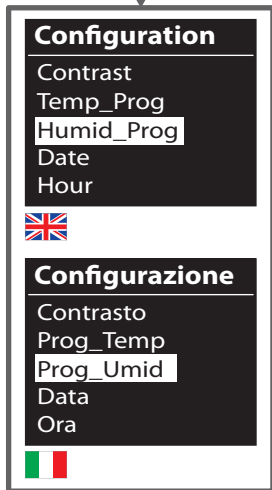 Configuration
Contrast
Temp_Prog
Humid_Prog
Date
Hour
Configurazione
Contrasto
Prog_Temp
Prog_Umid
Data
Ora